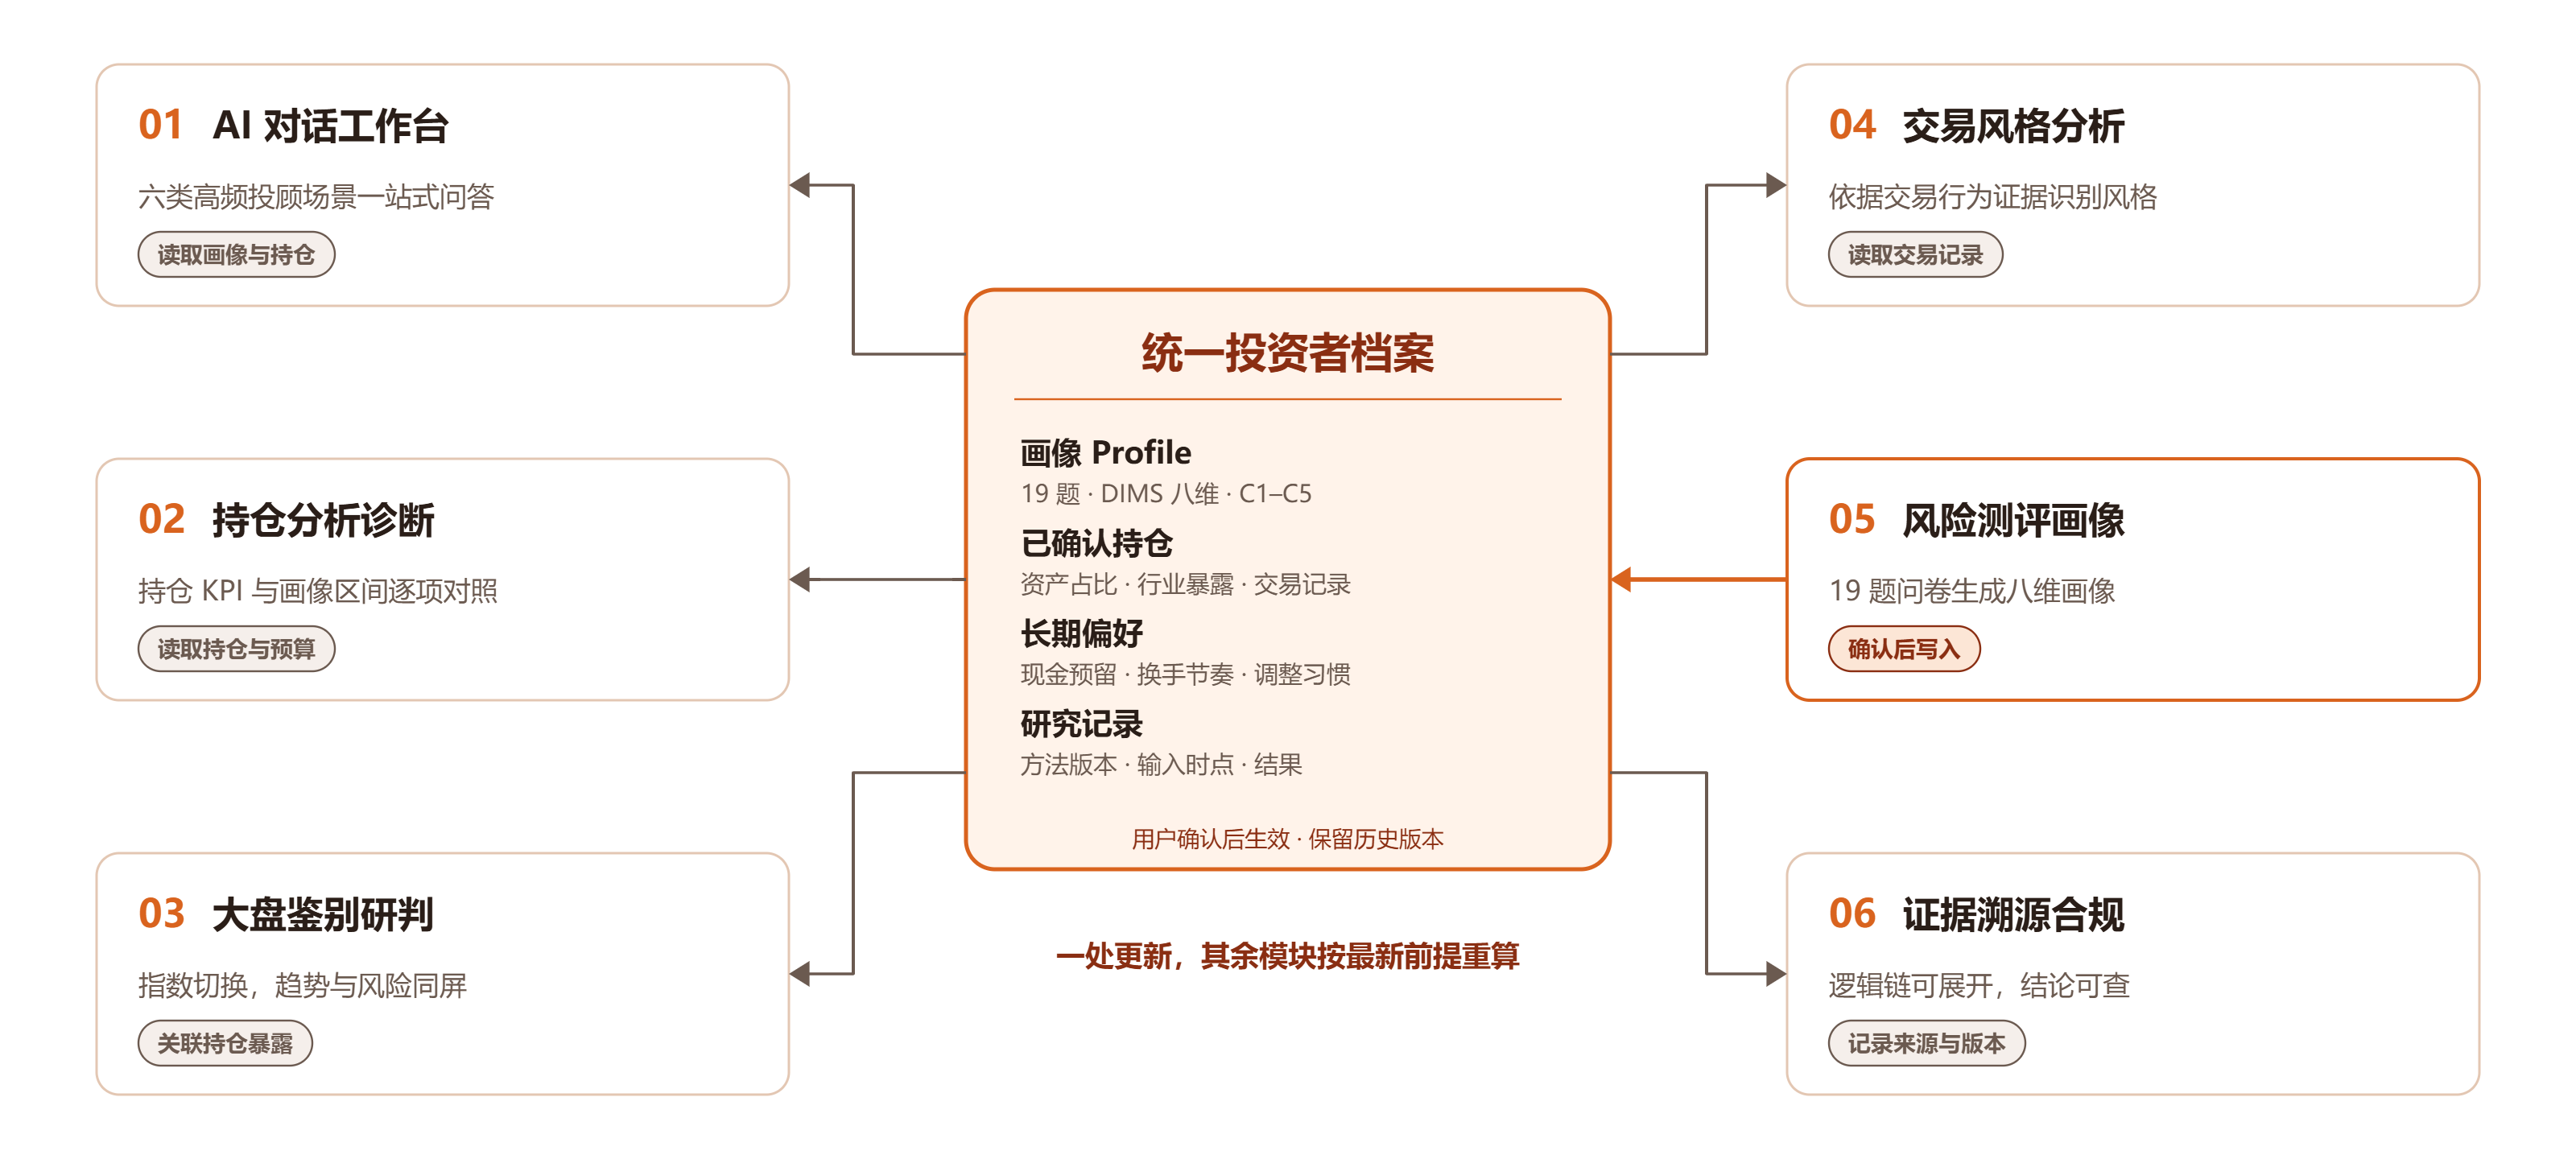 01 AI 对话工作台
六类高频投顾场景一站式问答
读取画像与持仓
02 持仓分析诊断
持仓 KPI 与画像区间逐项对照
读取持仓与预算
03 大盘鉴别研判
指数切换，趋势与风险同屏
关联持仓暴露
统一投资者档案
画像 Profile
19 题 · DIMS 八维 · C1–C5
已确认持仓
资产占比 · 行业暴露 · 交易记录
长期偏好
现金预留 · 换手节奏 · 调整习惯
研究记录
方法版本 · 输入时点 · 结果
用户确认后生效 · 保留历史版本
一处更新，其余模块按最新前提重算
04 交易风格分析
依据交易行为证据识别风格
读取交易记录
05 风险测评画像
19 题问卷生成八维画像
确认后写入
06 证据溯源合规
逻辑链可展开，结论可查
记录来源与版本